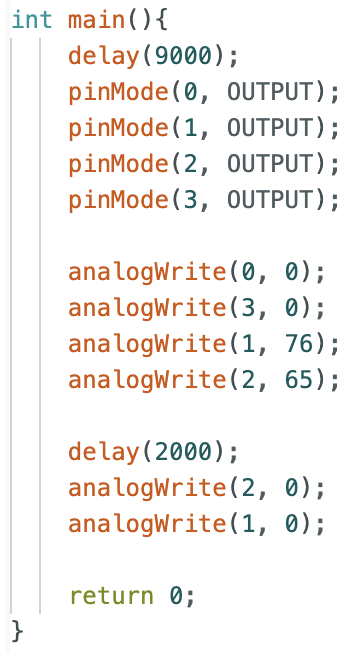 int main(){
    delay(9000);
    pinMode(0, OUTPUT);
    pinMode(1, OUTPUT);
    pinMode(2, OUTPUT);
    pinMode(3, OUTPUT);

    analogWrite(0, 0);
    analogWrite(3, 0);
    analogWrite(1, 76);
    analogWrite(2, 65);

    delay(2000);
    analogWrite(2, 0);
    analogWrite(1, 0);

    return 0;
}